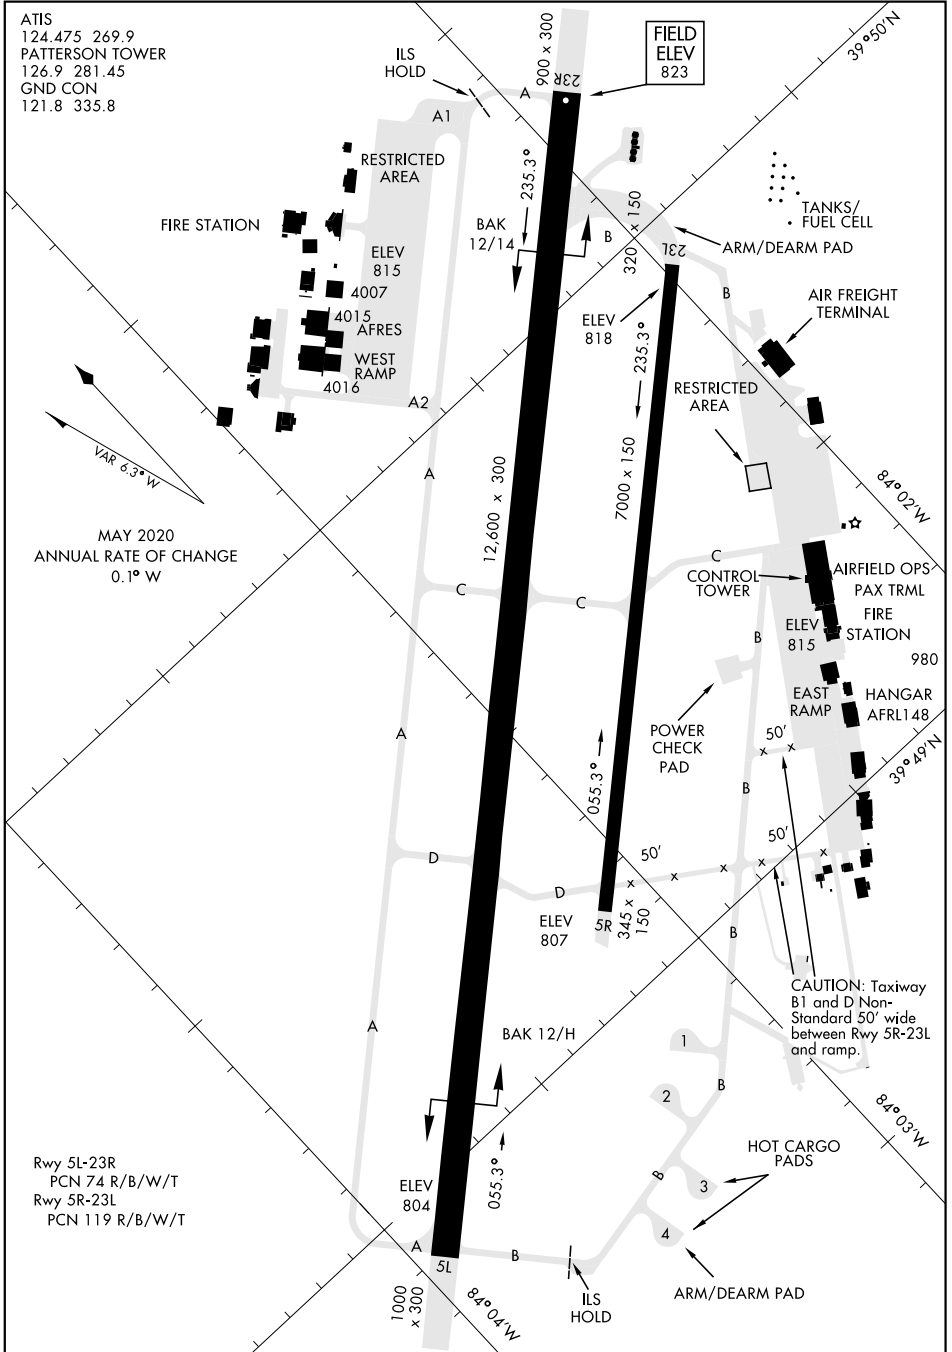 ATIS
124.475 269.9
PATTERSON TOWER
126.9 281.45
GND CON
121.8 335.8
ILS
HOLD
900 x 300
FIELD
ELEV
823
39°50'N
23R
A
A1
235.3°
RESTRICTED
AREA
FIRE STATION
ELEV
815
4007
4015
AFRES
WEST
RAMP
4016
A2
BAK
12/14
B
320 x 150
TANKS/
FUEL CELL
ARM/DEARM PAD
23L
B
ELEV
818
235.3°
AIR FREIGHT
TERMINAL
RESTRICTED
AREA
VAR 6.3° W
MAY 2020
ANNUAL RATE OF CHANGE
0.1° W
A
12,600 x 300
7000 x 150
84°02'W
C
C
C
CONTROL
TOWER
AIRFIELD OPS
PAX TRML
FIRE
STATION
ELEV
815
B
980
EAST
RAMP
HANGAR
AFRL148
POWER
CHECK
PAD
A
055.3°
50'
39°49'N
B
50'
D
50'
D
ELEV
807
5R
345 x
150
B
CAUTION: Taxiway
B1 and D Non-
Standard 50' wide
between Rwy 5R-23L
and ramp.
A
BAK 12/H
1
2
B
84°03'W
HOT CARGO
PADS
B
3
4
ARM/DEARM PAD
Rwy 5L-23R
PCN 74 R/B/W/T
Rwy 5R-23L
PCN 119 R/B/W/T
ELEV
804
055.3°
A
5L
B
ILS
HOLD
1000
x 300
84°04'W